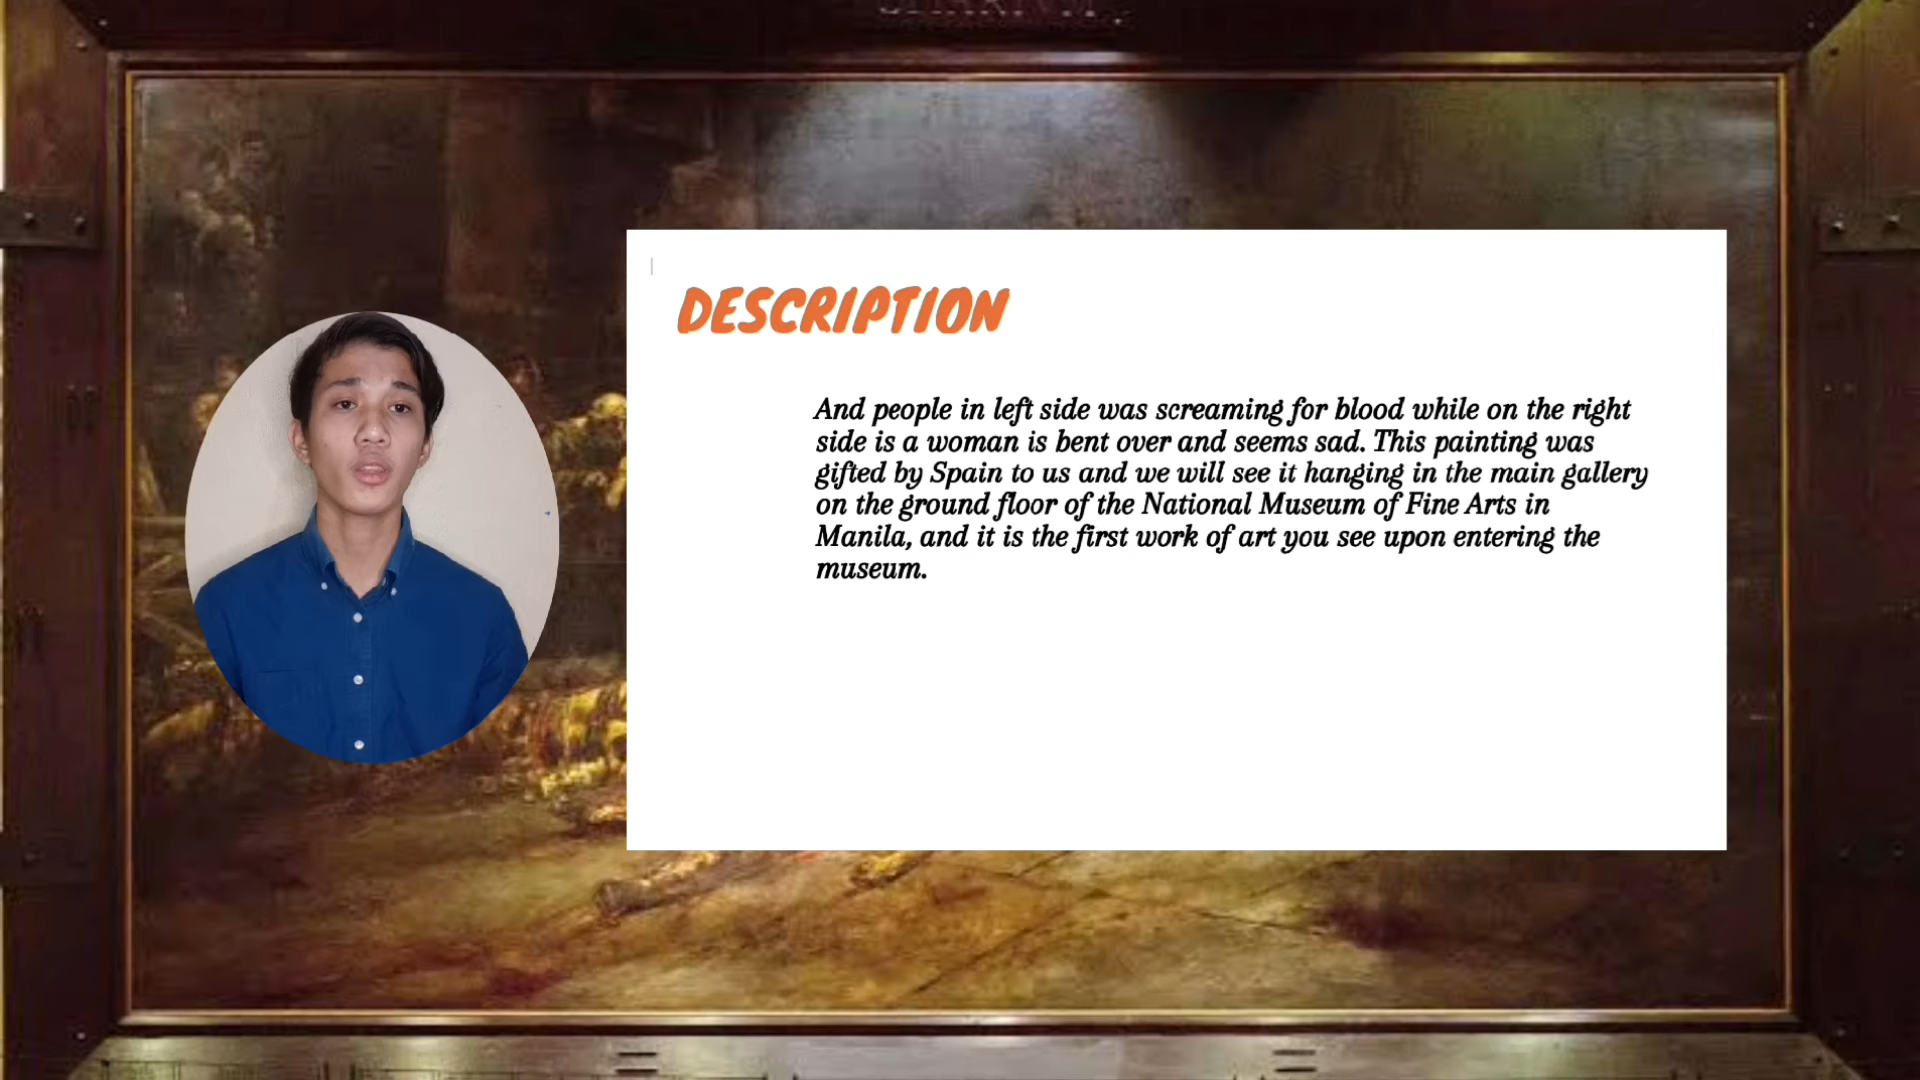 DESCRIPTION
And people in left side was screaming for blood while on the right
side is a woman is bent over and seems sad. This painting was
gifted by Spain to us and we will see it hanging in the main gallery
on the ground floor of the National Museum of Fine Arts in
Manila, and it is the first work of art you see upon entering the
museum.